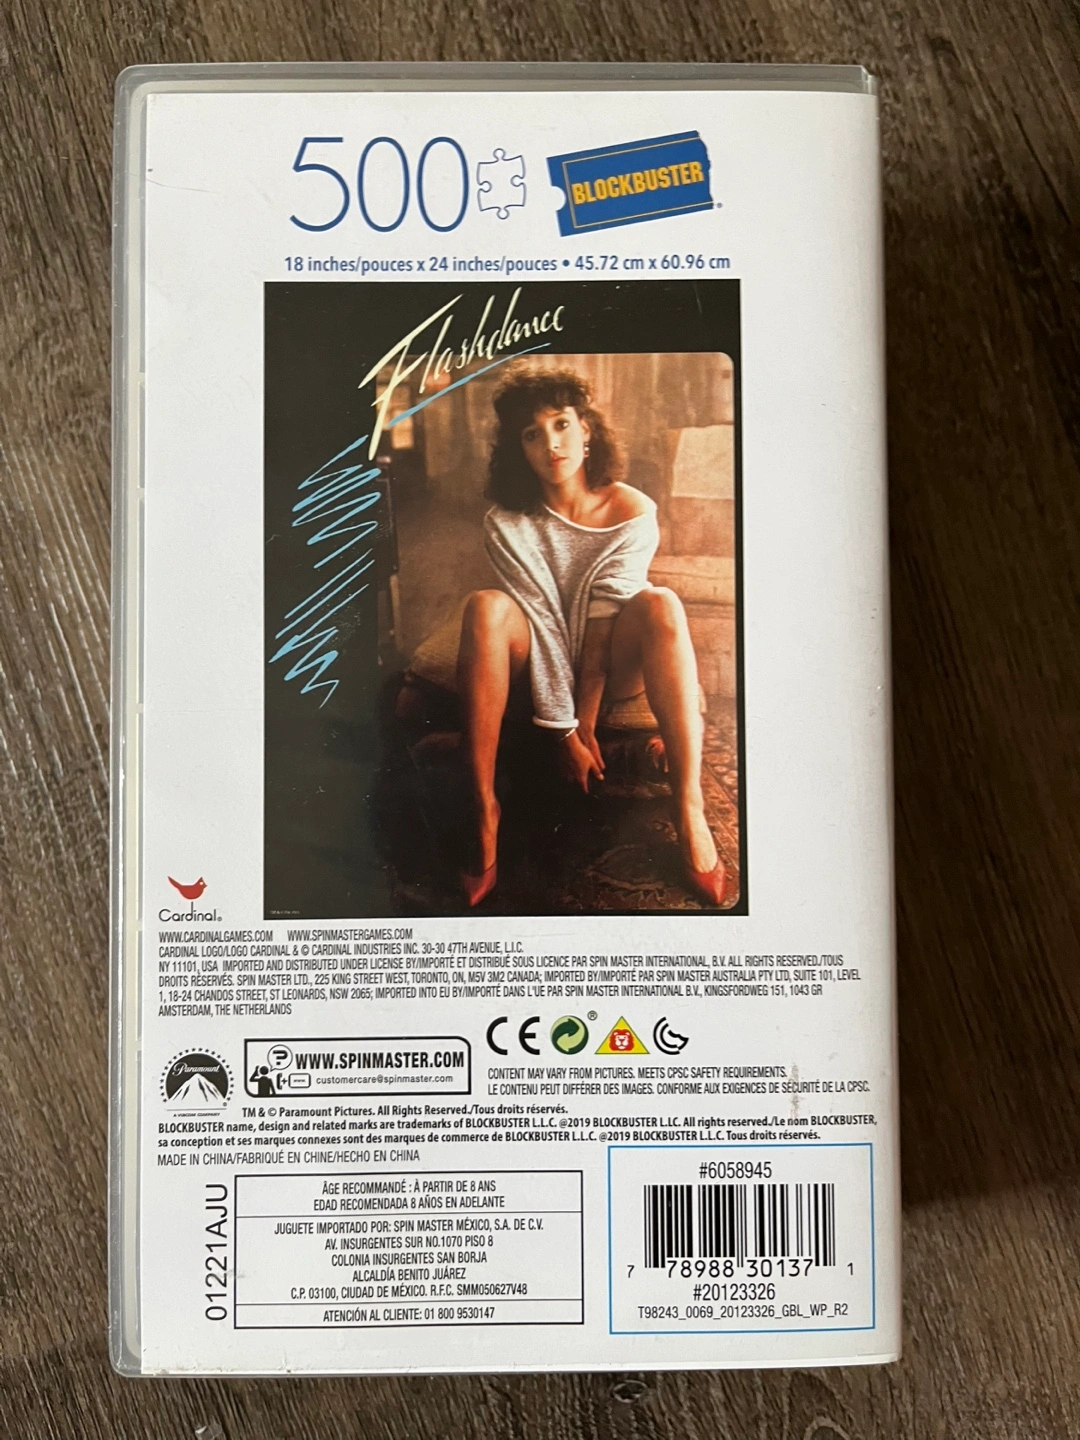 500
BLOCKBUSTER
18 inches/pouces x 24 inches/pouces • 45.72 cm x 60.96 cm
Flashdance
Cardinal®
WWW.CARDINALGAMES.COM WWW.SPINMASTERGAMES.COM
CARDINAL LOGO/LOGO CARDINAL & © CARDINAL INDUSTRIES INC. 30-30 47TH AVENUE, L.I.C.
NY 11101, USA IMPORTED AND DISTRIBUTED UNDER LICENSE BY/IMPORTÉ ET DISTRIBUÉ SOUS LICENCE PAR SPIN MASTER INTERNATIONAL, B.V. ALL RIGHTS RESERVED./TOUS
DROITS RÉSERVÉS. SPIN MASTER LTD., 225 KING STREET WEST, TORONTO, ON, M5V 3M2 CANADA; IMPORTED BY/IMPORTÉ PAR SPIN MASTER AUSTRALIA PTY LTD, SUITE 101, LEVEL
1, 18-24 CHANDOS STREET, ST LEONARDS, NSW 2065; IMPORTED INTO EU BY/IMPORTÉ DANS L'UE PAR SPIN MASTER INTERNATIONAL B.V., KINGSFORDWEG 151, 1043 GR
AMSTERDAM, THE NETHERLANDS
Paramount
A VIACOM COMPANY
? WWW.SPINMASTER.COM
customercare@spinmaster.com
CE ®
CONTENT MAY VARY FROM PICTURES. MEETS CPSC SAFETY REQUIREMENTS.
LE CONTENU PEUT DIFFÉRER DES IMAGES. CONFORME AUX EXIGENCES DE SÉCURITÉ DE LA CPSC.
TM & © Paramount Pictures. All Rights Reserved./Tous droits réservés.
BLOCKBUSTER name, design and related marks are trademarks of BLOCKBUSTER L.L.C. @2019 BLOCKBUSTER L.L.C. All rights reserved./Le nom BLOCKBUSTER,
sa conception et ses marques connexes sont des marques de commerce de BLOCKBUSTER L.L.C. @2019 BLOCKBUSTER L.L.C. Tous droits réservés.
MADE IN CHINA/FABRIQUÉ EN CHINE/HECHO EN CHINA
01221AJU
ÂGE RECOMMANDÉ : À PARTIR DE 8 ANS
EDAD RECOMENDADA 8 AÑOS EN ADELANTE
JUGUETE IMPORTADO POR: SPIN MASTER MÉXICO, S.A. DE C.V.
AV. INSURGENTES SUR NO.1070 PISO 8
COLONIA INSURGENTES SAN BORJA
ALCALDÍA BENITO JUÁREZ
C.P. 03100, CIUDAD DE MÉXICO. R.F.C. SMM050627V48
ATENCIÓN AL CLIENTE: 01 800 9530147
#6058945
7 78988 30137 1
#20123326
T98243_0069_20123326_GBL_WP_R2